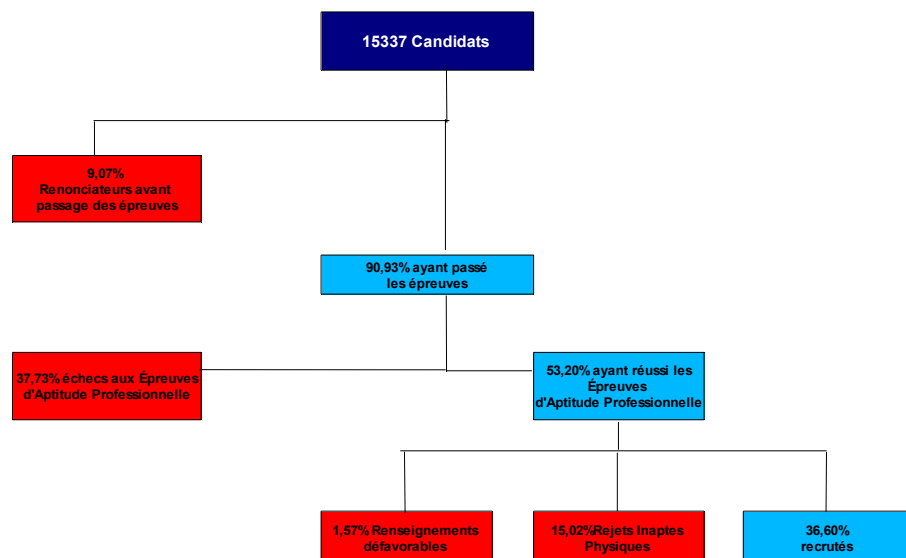 15337 Candidats
9,07%
Renonciateurs avant
passage des épreuves
90,93% ayant passé
les épreuves
37,73% échecs aux Épreuves
d'Aptitude Professionnelle
53,20% ayant réussi les
Épreuves
d'Aptitude Professionnelle
1,57% Renseignements
défavorables
15,02%Rejets Inaptes
Physiques
36,60%
recrutés